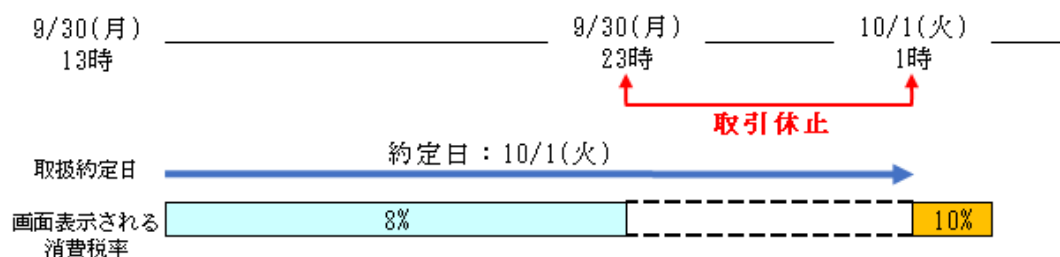 9/30(月)
13時
9/30(月)
23時
10/1(火)
1時
取引休止
約定日：10/1(火)
取扱約定日
画面表示される
消費税率
8%
10%